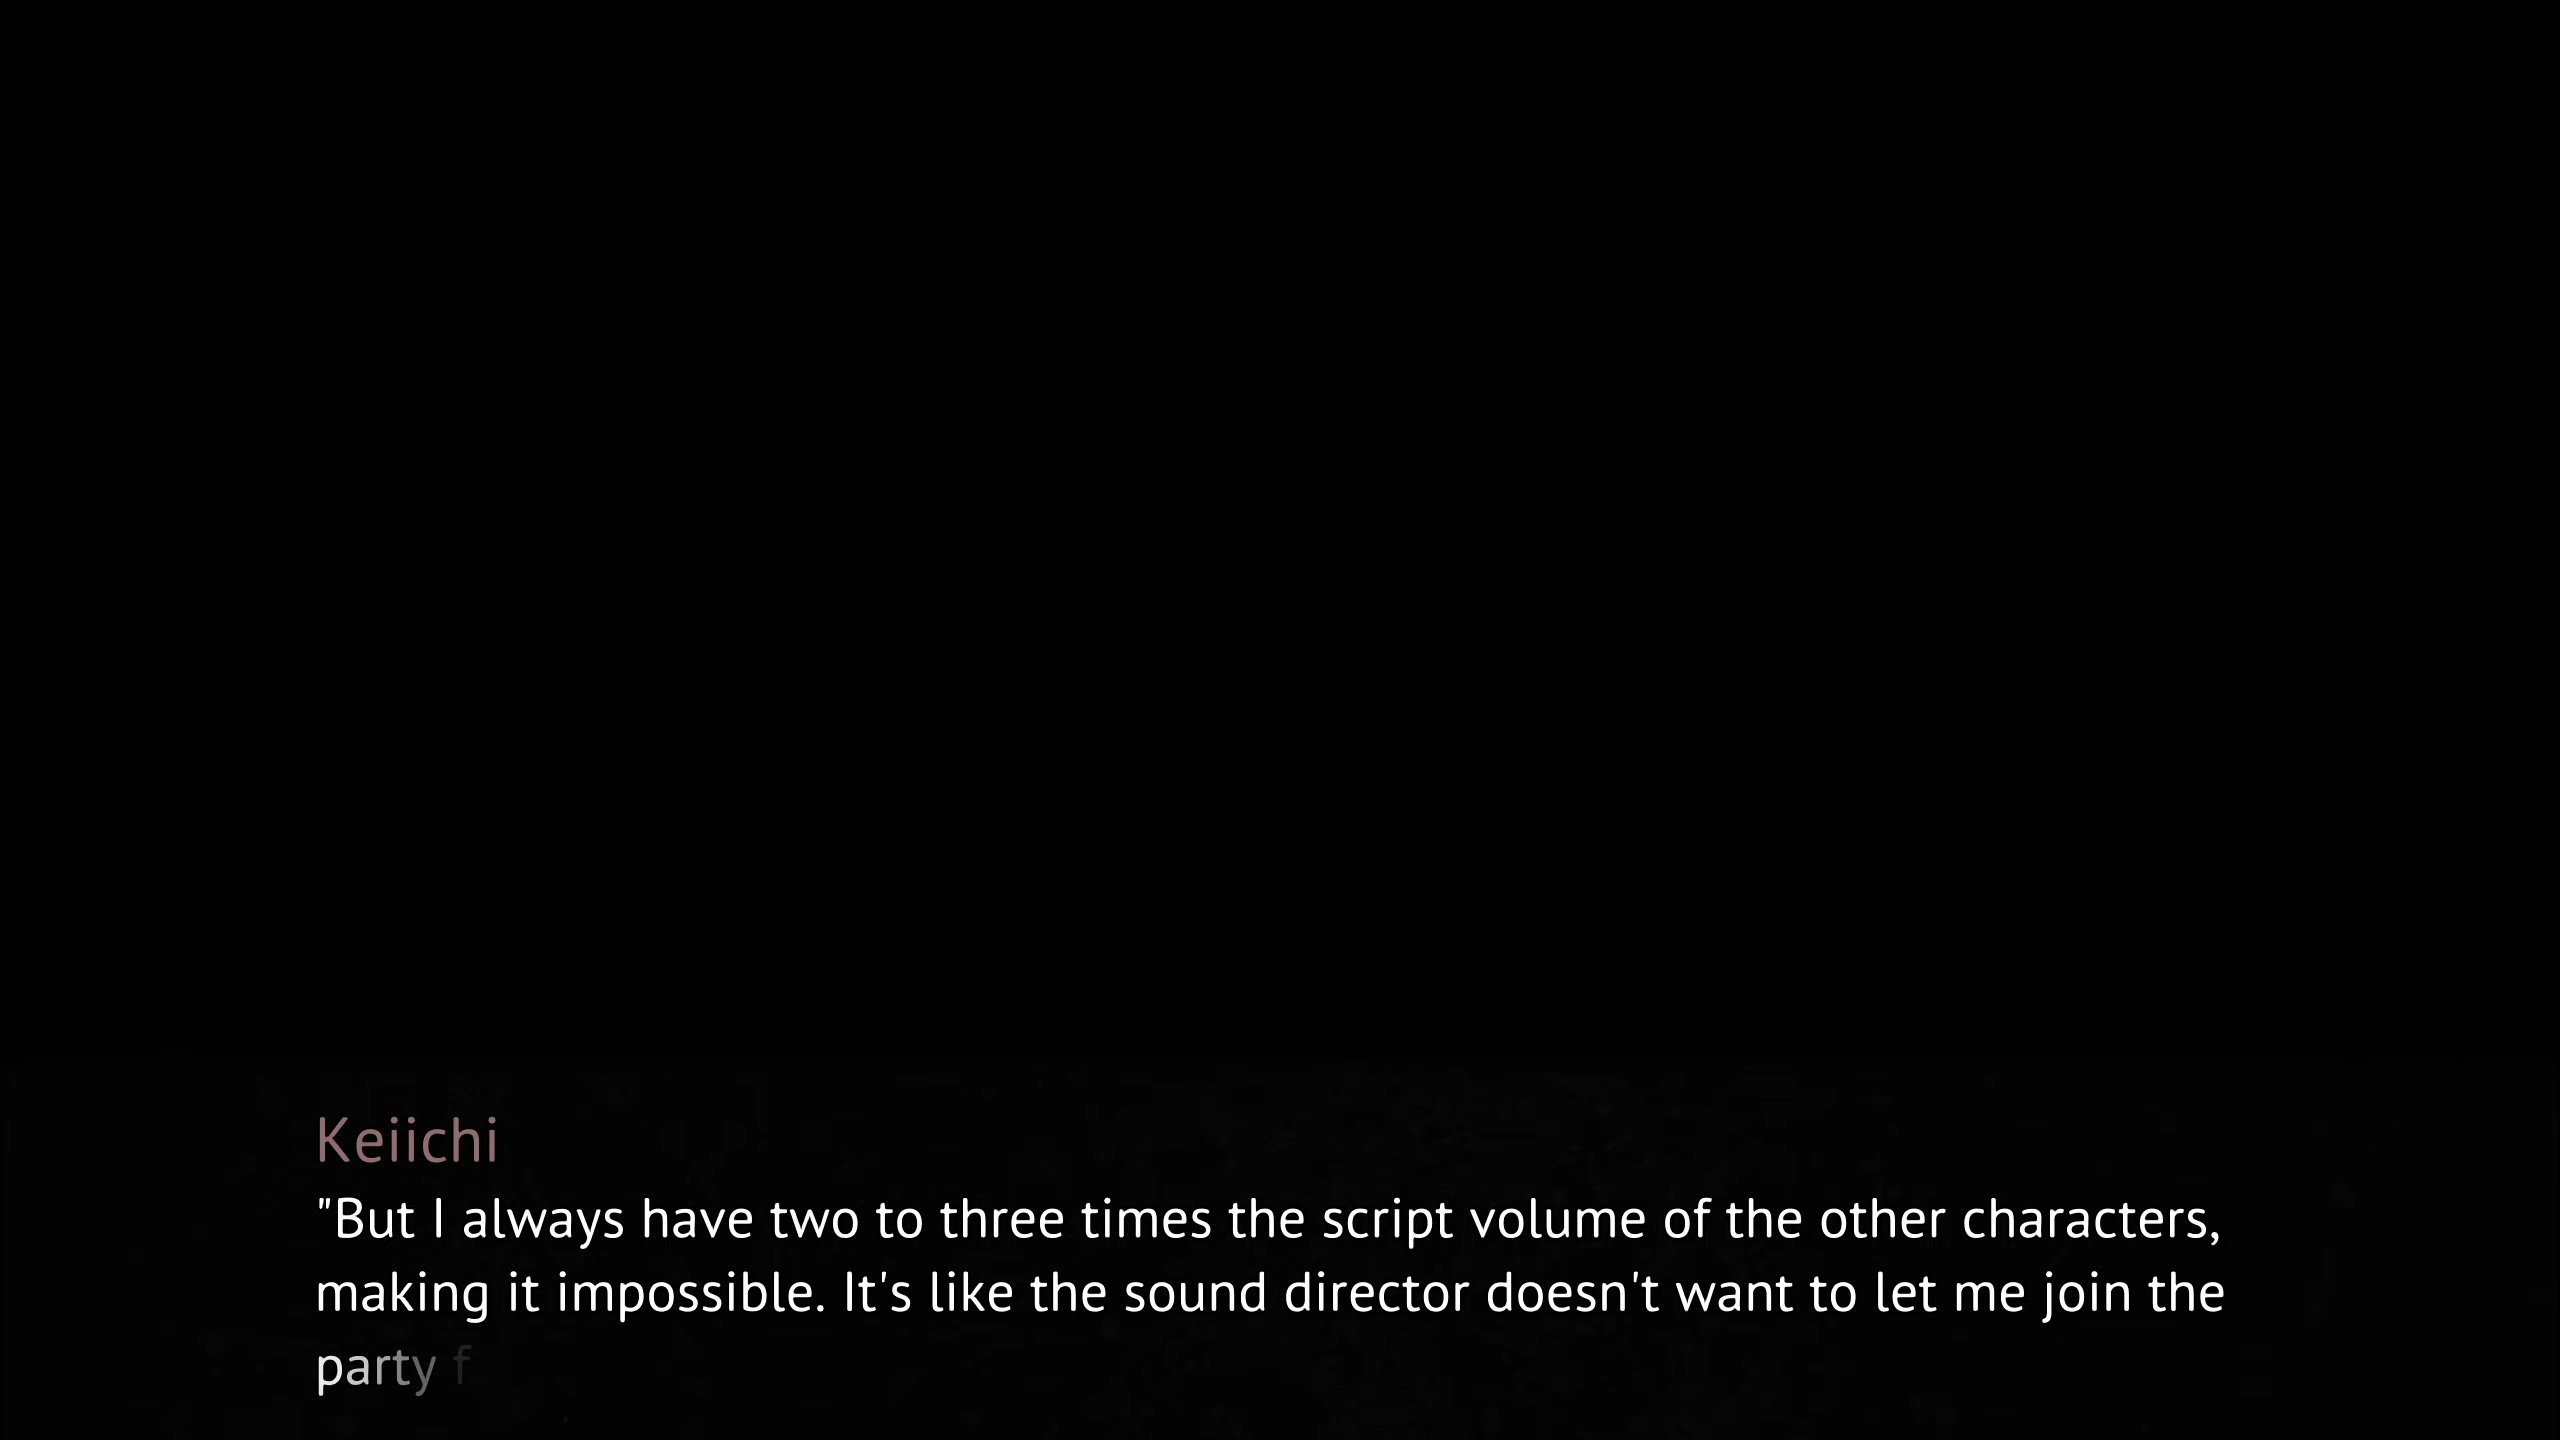 Keiichi
"But I always have two to three times the script volume of the other characters,
making it impossible. It's like the sound director doesn't want to let me join the
party f